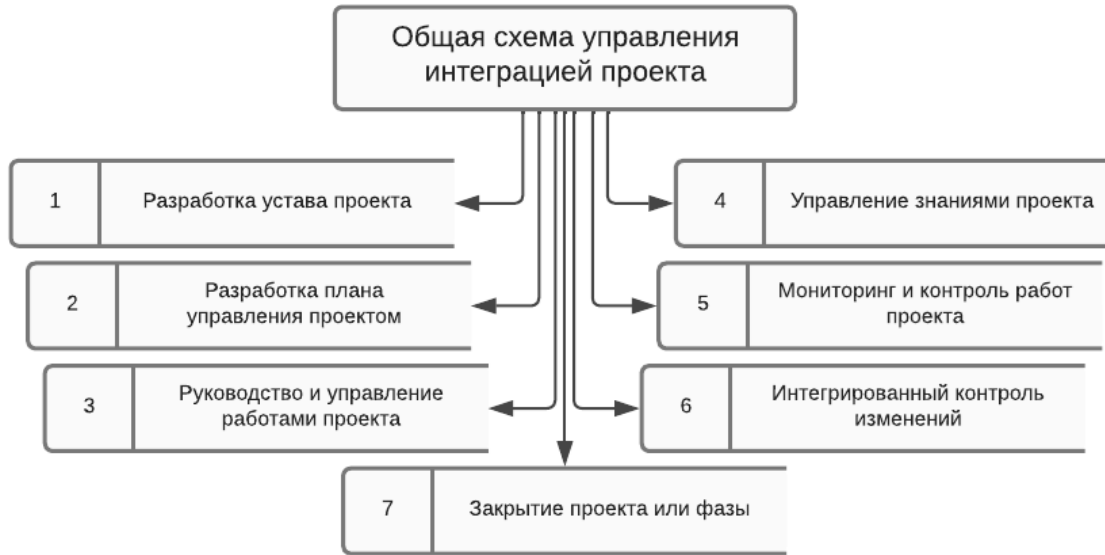 Общая схема управления
интеграцией проекта
1
Разработка устава проекта
2
Разработка плана
управления проектом
3
Руководство и управление
работами проекта
4
Управление знаниями проекта
5
Мониторинг и контроль работ
проекта
6
Интегрированный контроль
изменений
7
Закрытие проекта или фазы